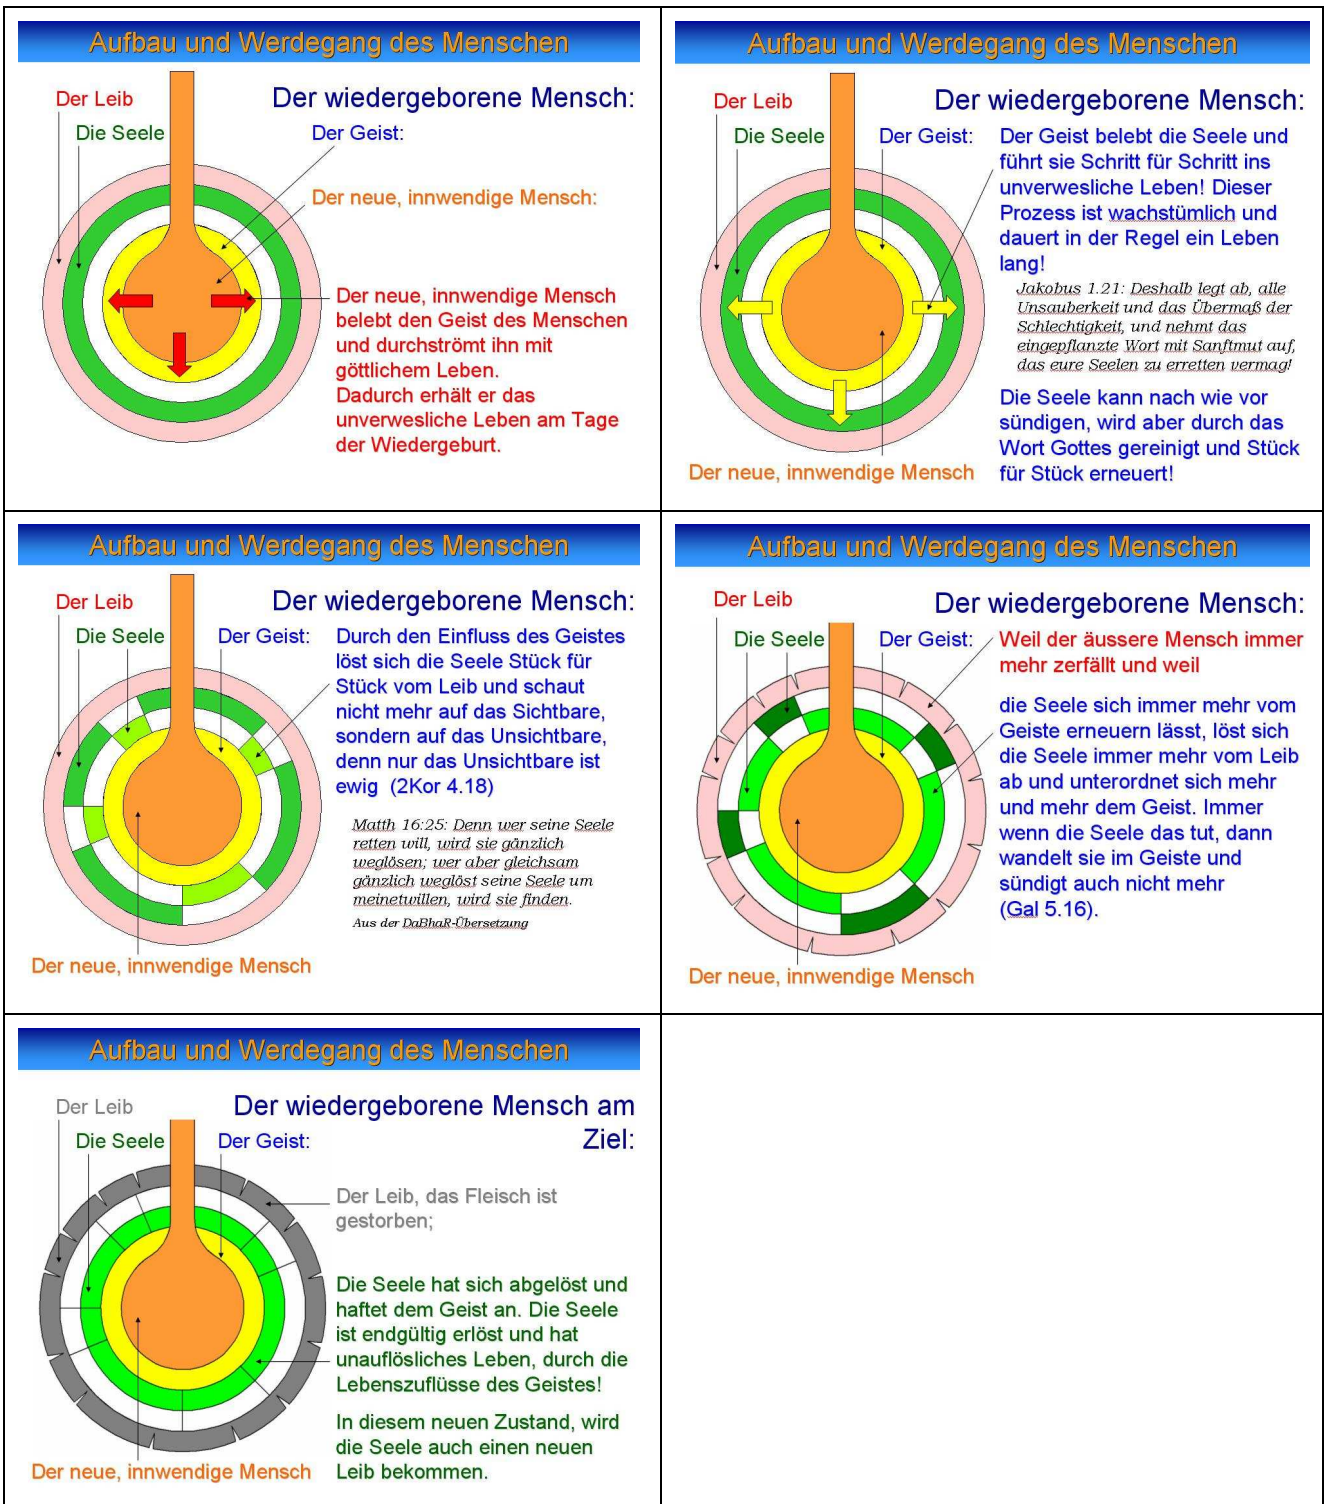 Aufbau und Werdegang des Menschen
Der wiedergeborene Mensch:
Der Leib
Die Seele
Der Geist:
Der neue, innwendige Mensch:
Der neue, innwendige Mensch
belebt den Geist des Menschen
und durchströmt ihn mit
göttlichem Leben.
Dadurch erhält er das
unverwesliche Leben am Tage
der Wiedergeburt.
Aufbau und Werdegang des Menschen
Der wiedergeborene Mensch:
Der Leib
Die Seele
Der Geist:
Der Geist belebt die Seele und
führt sie Schritt für Schritt ins
unverwesliche Leben! Dieser
Prozess ist wachstümlich und
dauert in der Regel ein Leben
lang!
Jakobus 1.21: Deshalb legt ab, alle
Unsauberkeit und das Übermaß der
Schlechtigkeit, und nehmt das
eingepflanzte Wort mit Sanftmut auf,
das eure Seelen zu erretten vermag!
Die Seele kann nach wie vor
sündigen, wird aber durch das
Wort Gottes gereinigt und Stück
für Stück erneuert!
Der neue, innwendige Mensch
Aufbau und Werdegang des Menschen
Der wiedergeborene Mensch:
Der Leib
Die Seele
Der Geist:
Durch den Einfluss des Geistes
löst sich die Seele Stück für
Stück vom Leib und schaut
nicht mehr auf das Sichtbare,
sondern auf das Unsichtbare,
denn nur das Unsichtbare ist
ewig (2Kor 4.18)
Matth 16:25: Denn wer seine Seele
retten will, wird sie gänzlich
weglösen; wer aber gleichsam
gänzlich weglöst seine Seele um
meinetwillen, wird sie finden.
Aus der DaBhaR-Übersetzung
Der neue, innwendige Mensch
Aufbau und Werdegang des Menschen
Der wiedergeborene Mensch:
Der Leib
Die Seele
Der Geist:
Weil der äussere Mensch immer
mehr zerfällt und weil
die Seele sich immer mehr vom
Geiste erneuern lässt, löst sich
die Seele immer mehr vom Leib
ab und unterordnet sich mehr
und mehr dem Geist. Immer
wenn die Seele das tut, dann
wandelt sie im Geiste und
sündigt auch nicht mehr
(Gal 5.16).
Der neue, innwendige Mensch
Aufbau und Werdegang des Menschen
Der wiedergeborene Mensch am
Ziel:
Der Leib
Die Seele
Der Geist:
Der Leib, das Fleisch ist
gestorben;
Die Seele hat sich abgelöst und
haftet dem Geist an. Die Seele
ist endgültig erlöst und hat
unauflösliches Leben, durch die
Lebenszuflüsse des Geistes!
In diesem neuen Zustand, wird
die Seele auch einen neuen
Leib bekommen.
Der neue, innwendige Mensch